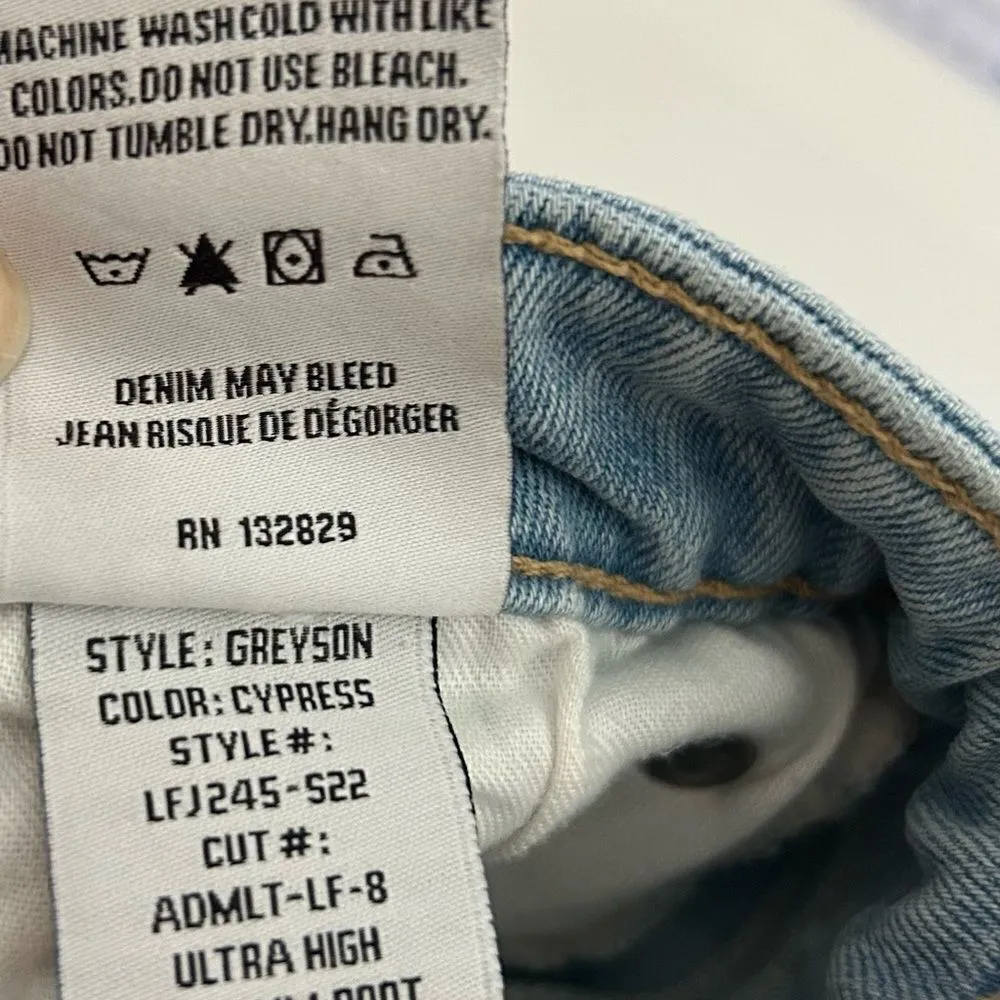 MACHINE WASH COLD WITH LIKE
COLORS. DO NOT USE BLEACH.
DO NOT TUMBLE DRY. HANG DRY.
DENIM MAY BLEED
JEAN RISQUE DE DÉGORGER
RN 132829
STYLE: GREYSON
COLOR: CYPRESS
STYLE #:
LFJ245-S22
CUT #:
ADMLT-LF-8
ULTRA HIGH